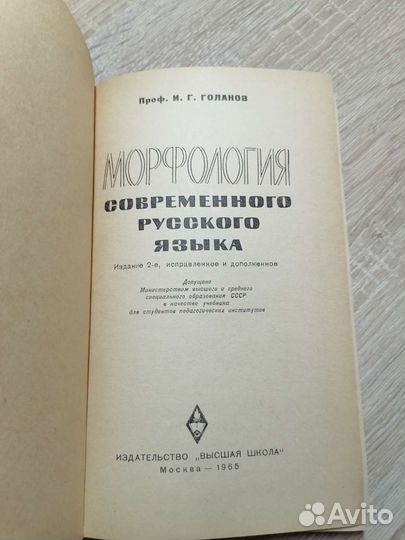 Проф. И. Г. ГОЛАНОВ
МОРФОЛОГИЯ
СОВРЕМЕННОГО
РУССКОГО
ЯЗЫКА
Издание 2-е, исправленное и дополненное
Допущено
Министерством высшего и среднего
специального образования СССР
в качестве учебника
для студентов педагогических институтов
ИЗДАТЕЛЬСТВО „ВЫСШАЯ ШКОЛА"
Москва — 1965
Avito